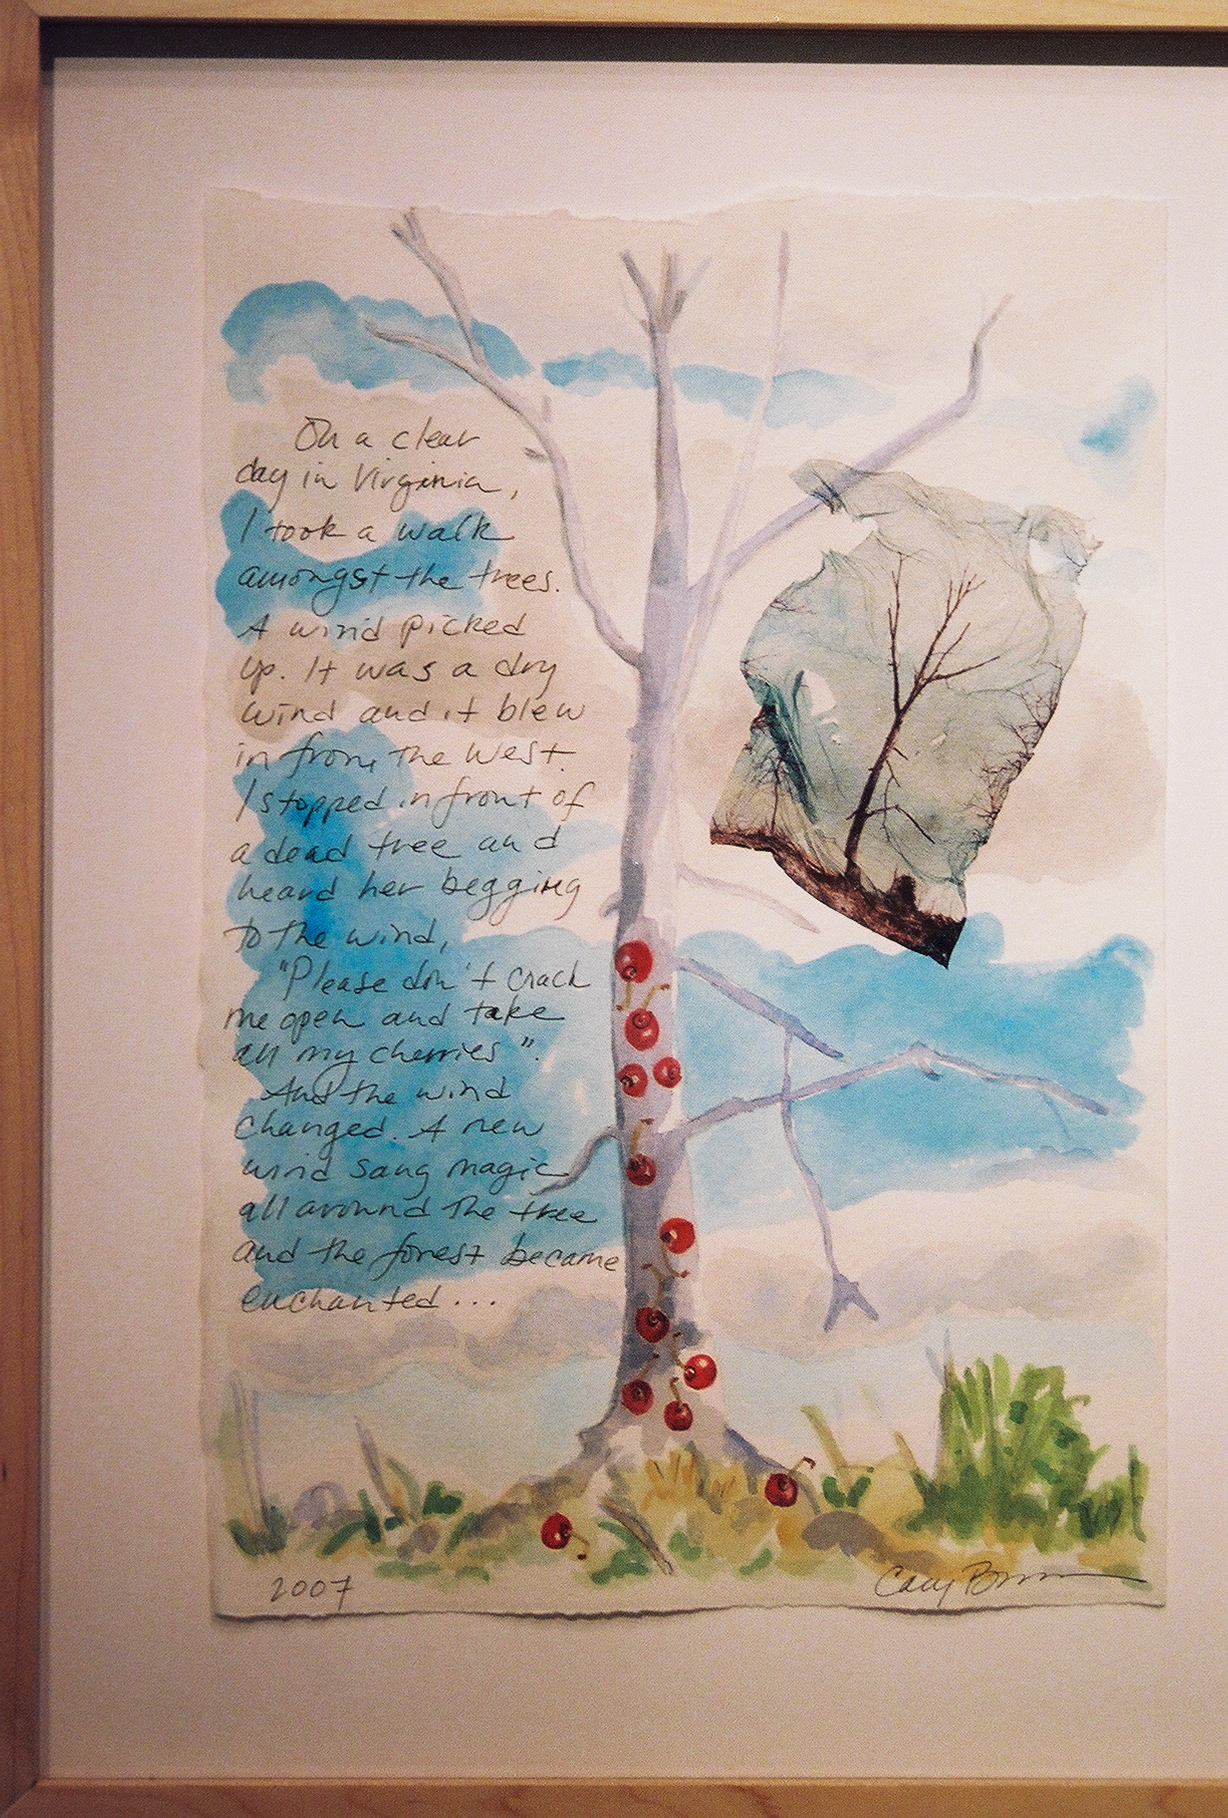 On a clear
day in Virginia,
I took a walk
amongst the trees.
A wind picked
up. It was a dry
wind and it blew
in from the West.
I stopped in front of
a dead tree and
heard her begging
to the wind,
"Please don't crack
me open and take
all my cherries".
And the wind
changed. A new
wind sang magic
all around the tree
and the forest became
enchanted...
2007
Cary